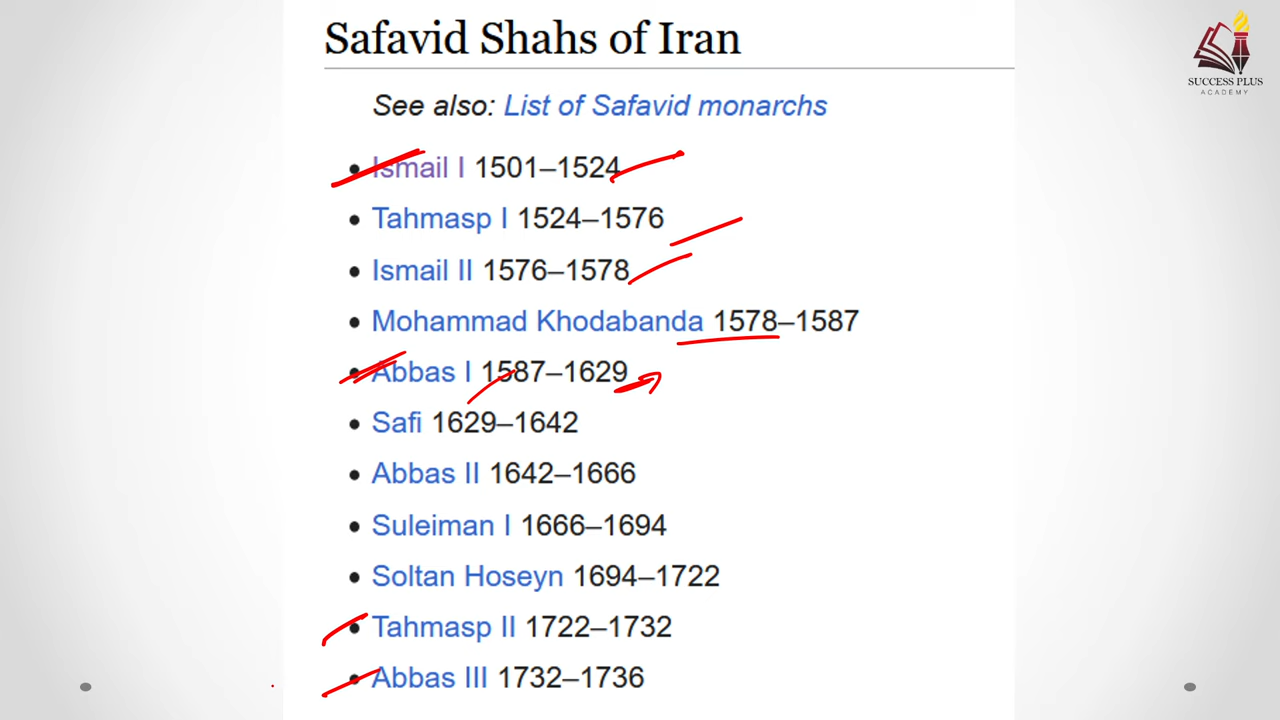 Safavid Shahs of Iran
SUCCESS PLUS
ACADEMY
See also: List of Safavid monarchs
• Ismail I 1501–1524
• Tahmasp I 1524–1576
• Ismail II 1576–1578
• Mohammad Khodabanda 1578–1587
• Abbas I 1587–1629
• Safi 1629–1642
• Abbas II 1642–1666
• Suleiman I 1666–1694
• Soltan Hoseyn 1694–1722
• Tahmasp II 1722–1732
• Abbas III 1732–1736